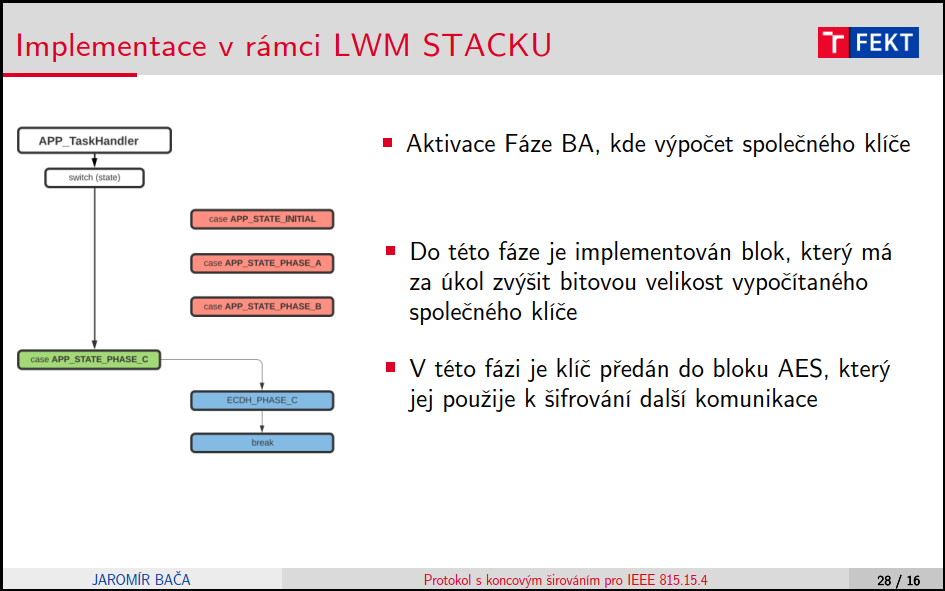 Implementace v rámci LWM STACKU
T FEKT
APP_TaskHandler
switch (state)
case APP_STATE_INITIAL
case APP_STATE_PHASE_A
case APP_STATE_PHASE_B
case APP_STATE_PHASE_C
ECDH_PHASE_C
break
Aktivace Fáze BA, kde výpočet společného klíče
Do této fáze je implementován blok, který má
za úkol zvýšit bitovou velikost vypočítaného
společného klíče
V této fázi je klíč předán do bloku AES, který
jej použije k šifrování další komunikace
JAROMÍR BAČA
Protokol s koncovým širováním pro IEEE 815.15.4
28 / 16